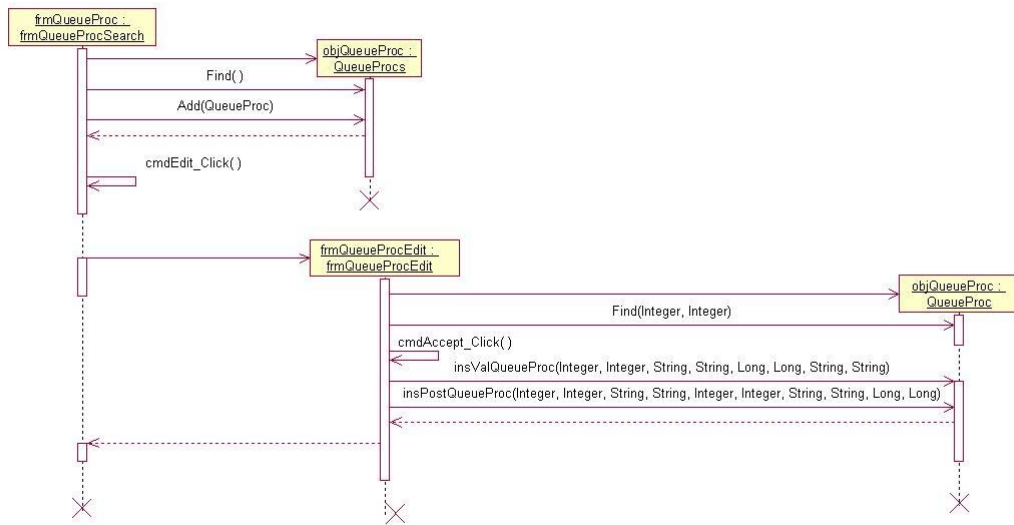 frmQueueProc :
frmQueueProcSearch
objQueueProc :
QueueProcs
Find( )
Add(QueueProc)
cmdEdit_Click( )
frmQueueProcEdit :
frmQueueProcEdit
objQueueProc :
QueueProc
Find(Integer, Integer)
cmdAccept_Click( )
insValQueueProc(Integer, Integer, String, String, Long, Long, String, String)
insPostQueueProc(Integer, Integer, String, String, Integer, Integer, String, String, Long, Long)